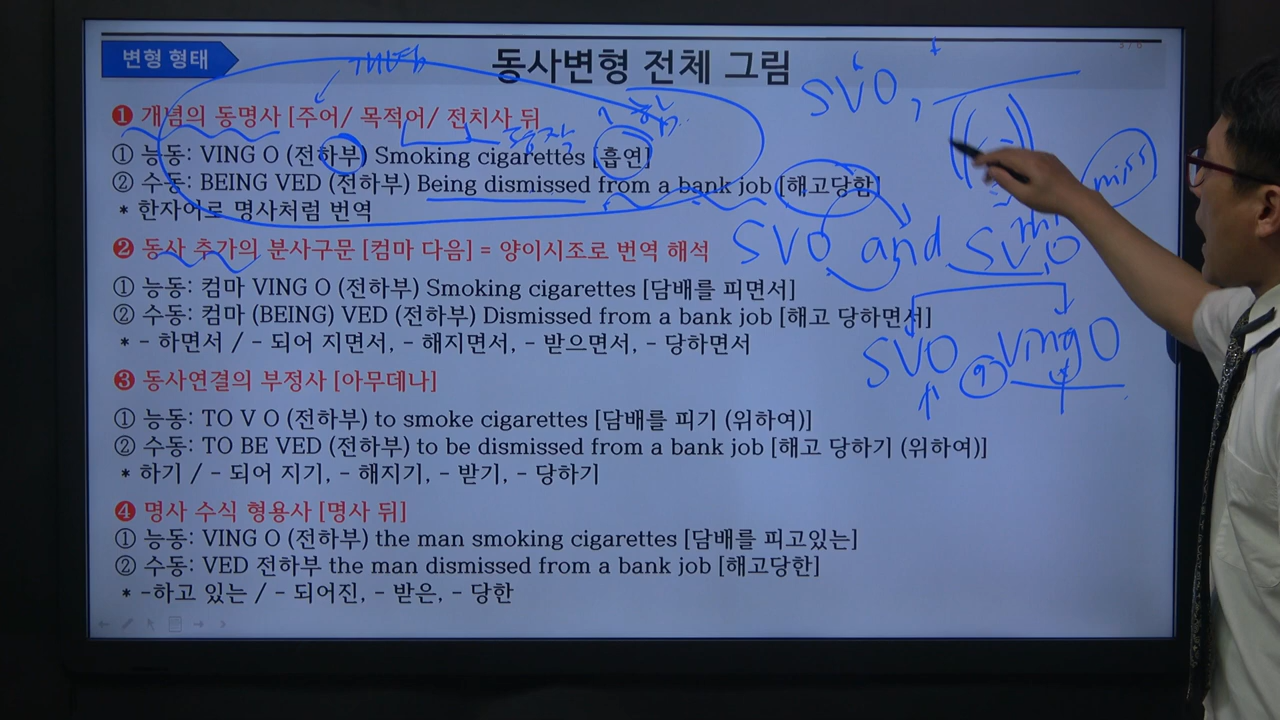 변형 형태
동사변형 전체 그림
개념
SVO,
❶ 개념의 동명사 [주어/ 목적어/ 전치사 뒤
① 능동: VING O (전하부) Smoking cigarettes [흡연]
동작
② 수동: BEING VED (전하부) Being dismissed from a bank job [해고당함]
miss
* 한자어로 명사처럼 번역
SVO and SVO
❷ 동사 추가의 분사구문 [컴마 다음] = 양이시조로 번역 해석
① 능동: 컴마 VING O (전하부) Smoking cigarettes [담배를 피면서]
② 수동: 컴마 (BEING) VED (전하부) Dismissed from a bank job [해고 당하면서]
* - 하면서 / - 되어 지면서, - 해지면서, - 받으면서, - 당하면서
SVO , Ving O
❸ 동사연결의 부정사 [아무데나]
① 능동: TO V O (전하부) to smoke cigarettes [담배를 피기 (위하여)]
② 수동: TO BE VED (전하부) to be dismissed from a bank job [해고 당하기 (위하여)]
* 하기 / - 되어 지기, - 해지기, - 받기, - 당하기
❹ 명사 수식 형용사 [명사 뒤]
① 능동: VING O (전하부) the man smoking cigarettes [담배를 피고있는]
② 수동: VED 전하부 the man dismissed from a bank job [해고당한]
* -하고 있는 / - 되어진, - 받은, - 당한